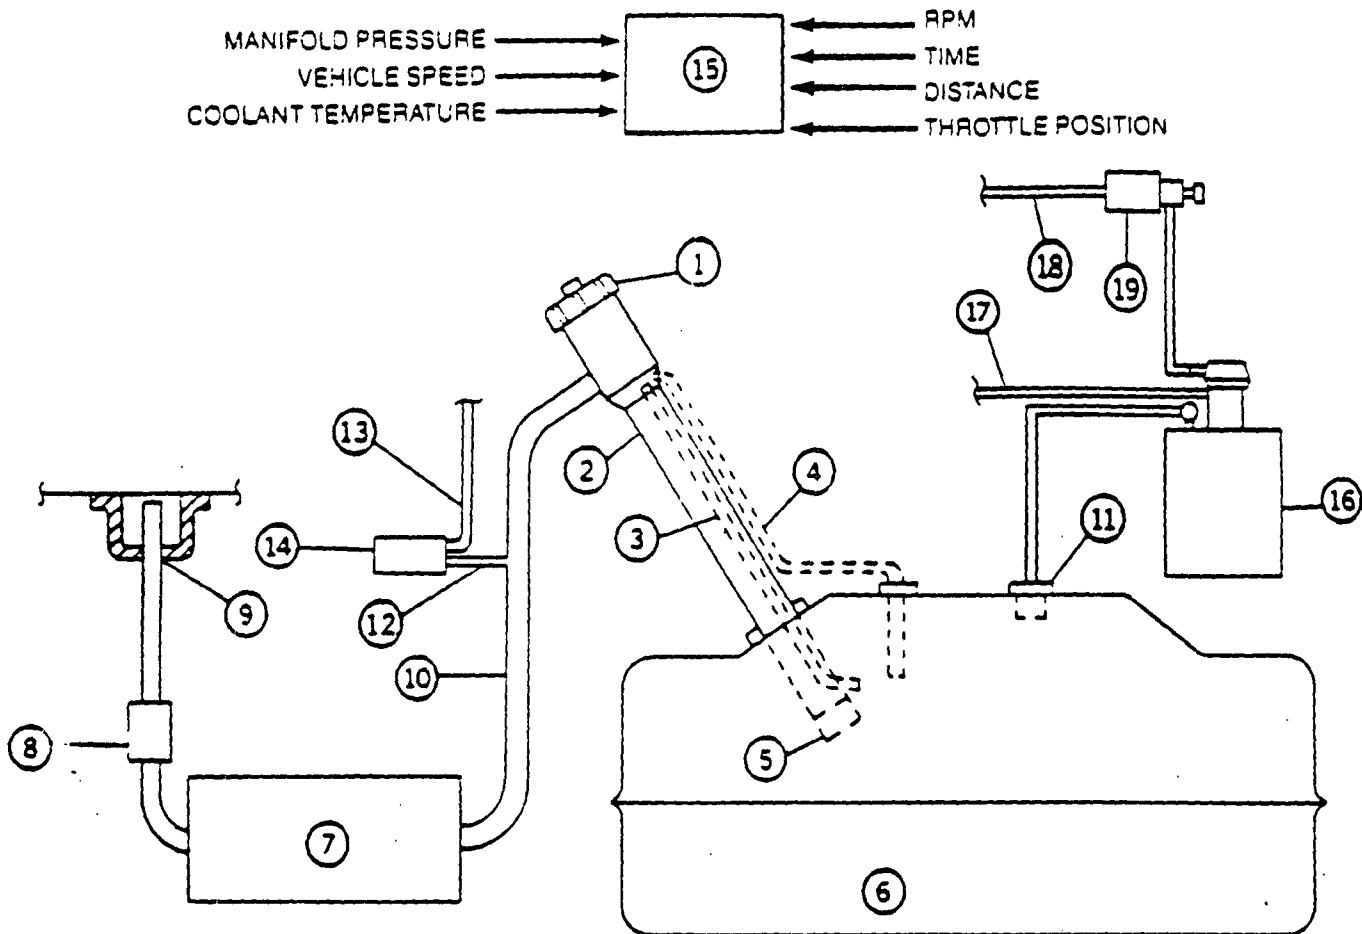 MANIFOLD PRESSURE
VEHICLE SPEED
COOLANT TEMPERATURE
15
RPM
TIME
DISTANCE
THROTTLE POSITION
18
19
1
17
13
2
4
16
14
3
11
9
12
10
8
5
7
6